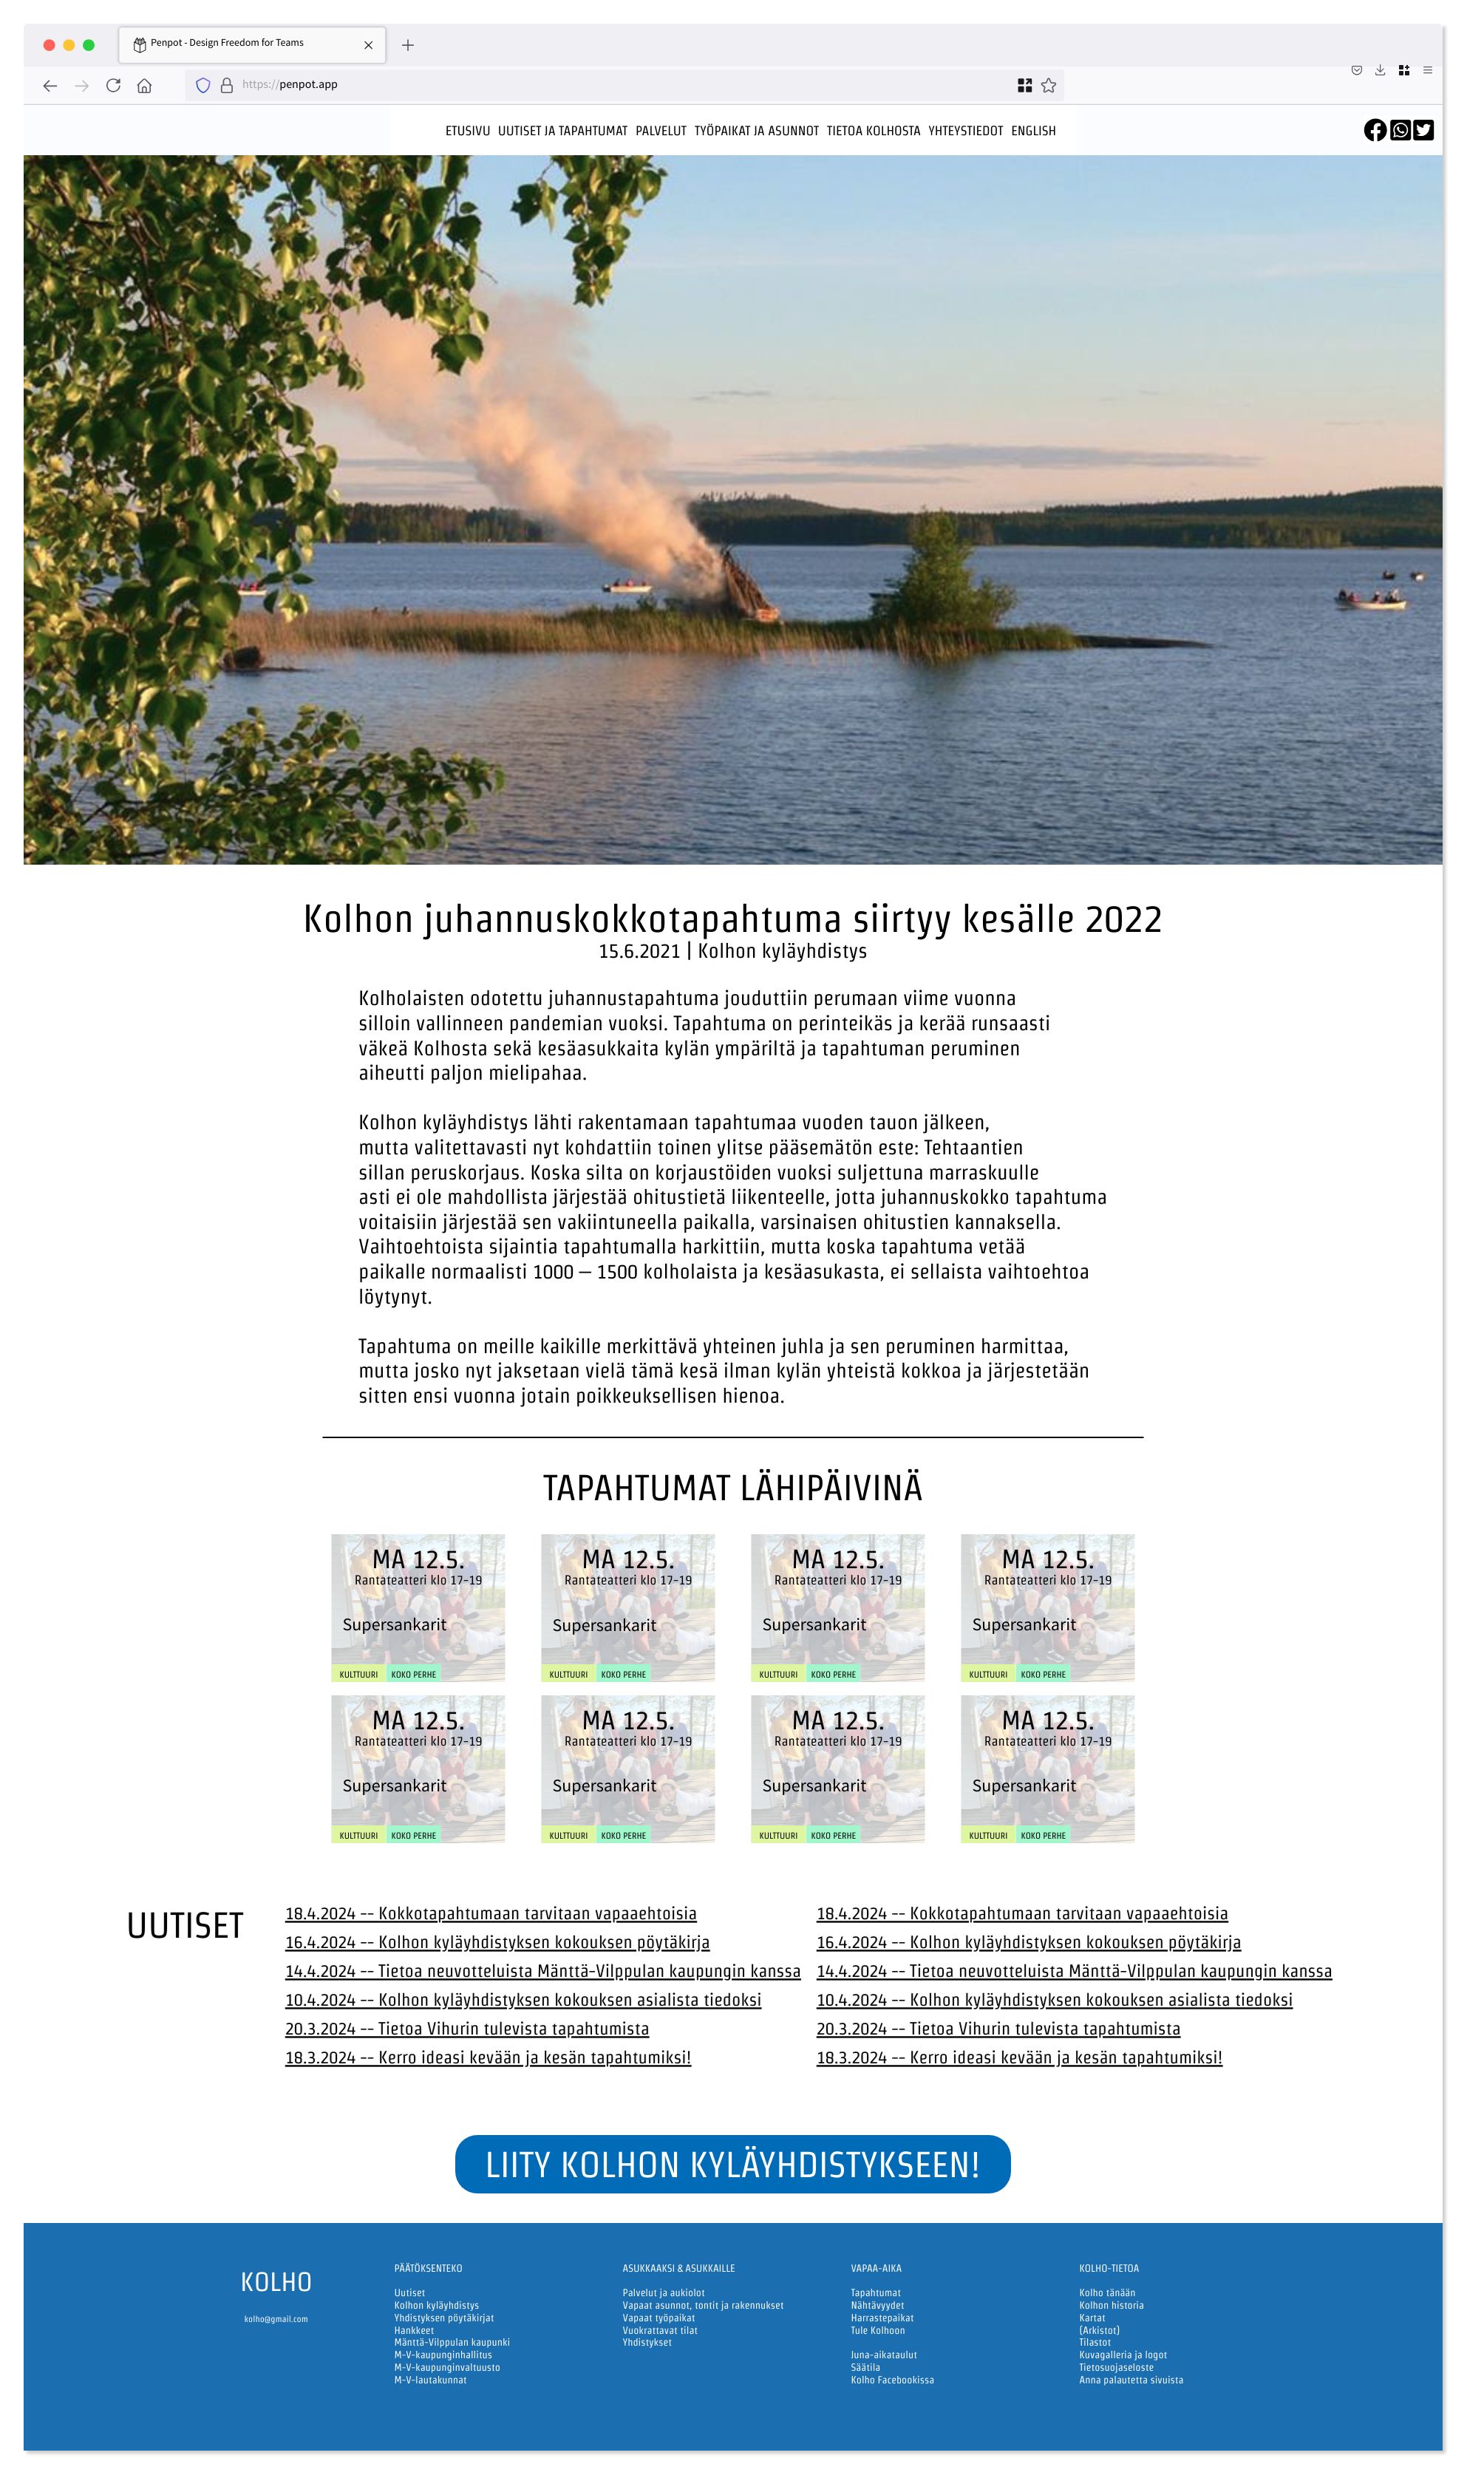 Penpot - Design Freedom for Teams
https://penpot.app
ETUSIVU UUTISET JA TAPAHTUMAT PALVELUT TYÖPAIKAT JA ASUNNOT TIETOA KOLHOSTA YHTEYSTIEDOT ENGLISH
Kolhon juhannuskokkotapahtuma siirtyy kesälle 2022
15.6.2021 | Kolhon kyläyhdistys
Kolholaisten odotettu juhannustapahtuma jouduttiin perumaan viime vuonna
silloin vallinneen pandemian vuoksi. Tapahtuma on perinteikäs ja kerää runsaasti
väkeä Kolhosta sekä kesäasukkaita kylän ympäriltä ja tapahtuman peruminen
aiheutti paljon mielipahaa.
Kolhon kyläyhdistys lähti rakentamaan tapahtumaa vuoden tauon jälkeen,
mutta valitettavasti nyt kohdattiin toinen ylitse pääsemätön este: Tehtaantien
sillan peruskorjaus. Koska silta on korjaustöiden vuoksi suljettuna marraskuulle
asti ei ole mahdollista järjestää ohitustietä liikenteelle, jotta juhannuskokko tapahtuma
voitaisiin järjestää sen vakiintuneella paikalla, varsinaisen ohitustien kannaksella.
Vaihtoehtoista sijaintia tapahtumalla harkittiin, mutta koska tapahtuma vetää
paikalle normaalisti 1000 – 1500 kolholaista ja kesäasukasta, ei sellaista vaihtoehtoa
löytynyt.
Tapahtuma on meille kaikille merkittävä yhteinen juhla ja sen peruminen harmittaa,
mutta josko nyt jaksetaan vielä tämä kesä ilman kylän yhteistä kokkoa ja järjestetään
sitten ensi vuonna jotain poikkeuksellisen hienoa.
TAPAHTUMAT LÄHIPÄIVINÄ
MA 12.5. MA 12.5. MA 12.5. MA 12.5.
Rantateatteri klo 17-19 Rantateatteri klo 17-19 Rantateatteri klo 17-19 Rantateatteri klo 17-19
Supersankarit Supersankarit Supersankarit Supersankarit
KULTTUURI KOKO PERHE KULTTUURI KOKO PERHE KULTTUURI KOKO PERHE KULTTUURI KOKO PERHE
MA 12.5. MA 12.5. MA 12.5. MA 12.5.
Rantateatteri klo 17-19 Rantateatteri klo 17-19 Rantateatteri klo 17-19 Rantateatteri klo 17-19
Supersankarit Supersankarit Supersankarit Supersankarit
KULTTUURI KOKO PERHE KULTTUURI KOKO PERHE KULTTUURI KOKO PERHE KULTTUURI KOKO PERHE
UUTISET
18.4.2024 -- Kokkotapahtumaan tarvitaan vapaaehtoisia
16.4.2024 -- Kolhon kyläyhdistyksen kokouksen pöytäkirja
14.4.2024 -- Tietoa neuvotteluista Mänttä-Vilppulan kaupungin kanssa
10.4.2024 -- Kolhon kyläyhdistyksen kokouksen asialista tiedoksi
20.3.2024 -- Tietoa Vihurin tulevista tapahtumista
18.3.2024 -- Kerro ideasi kevään ja kesän tapahtumiksi!
18.4.2024 -- Kokkotapahtumaan tarvitaan vapaaehtoisia
16.4.2024 -- Kolhon kyläyhdistyksen kokouksen pöytäkirja
14.4.2024 -- Tietoa neuvotteluista Mänttä-Vilppulan kaupungin kanssa
10.4.2024 -- Kolhon kyläyhdistyksen kokouksen asialista tiedoksi
20.3.2024 -- Tietoa Vihurin tulevista tapahtumista
18.3.2024 -- Kerro ideasi kevään ja kesän tapahtumiksi!
LIITY KOLHON KYLÄYHDISTYKSEEN!
KOLHO
kolho@gmail.com
PÄÄTÖKSENTEKO
Uutiset
Kolhon kyläyhdistys
Yhdistyksen pöytäkirjat
Hankkeet
Mänttä-Vilppulan kaupunki
M-V-kaupunginhallitus
M-V-kaupunginvaltuusto
M-V-lautakunnat
ASUKKAAKSI & ASUKKAILLE
Palvelut ja aukiolot
Vapaat asunnot, tontit ja rakennukset
Vapaat työpaikat
Vuokrattavat tilat
Yhdistykset
VAPAA-AIKA
Tapahtumat
Nähtävyydet
Harrastepaikat
Tule Kolhoon
Juna-aikataulut
Säätila
Kolho Facebookissa
KOLHO-TIETOA
Kolho tänään
Kolhon historia
Kartat
(Arkistot)
Tilastot
Kuvagalleria ja logot
Tietosuojaseloste
Anna palautetta sivuista